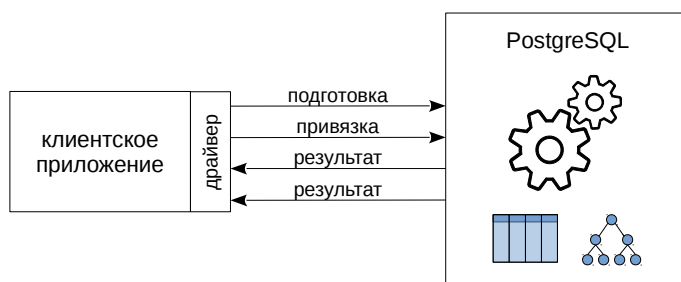 PostgreSQL
подготовка
привязка
результат
результат
клиентское
приложение
драйвер